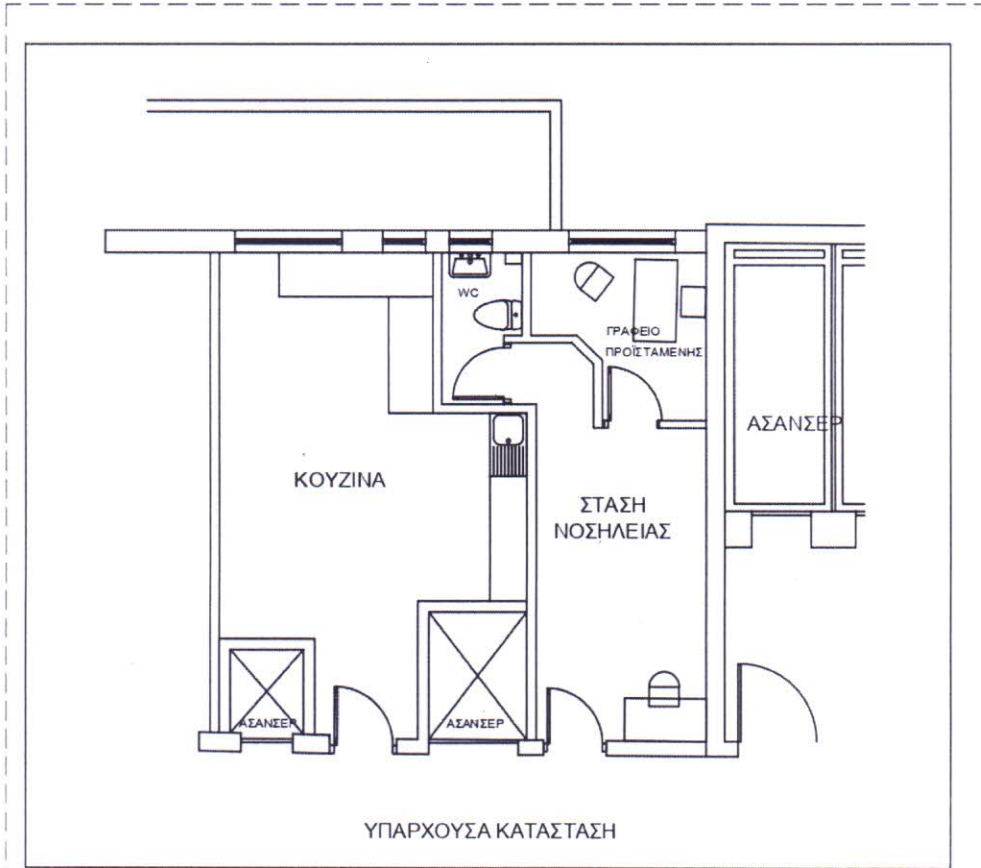 WC
ΓΡΑΦΕΙΟ
ΠΡΟΪΣΤΑΜΕΝΗΣ
ΑΣΑΝΣΕΡ
ΚΟΥΖΙΝΑ
ΣΤΑΣΗ
ΝΟΣΗΛΕΙΑΣ
ΑΣΑΝΣΕΡ
ΑΣΑΝΣΕΡ
ΥΠΑΡΧΟΥΣΑ ΚΑΤΑΣΤΑΣΗ